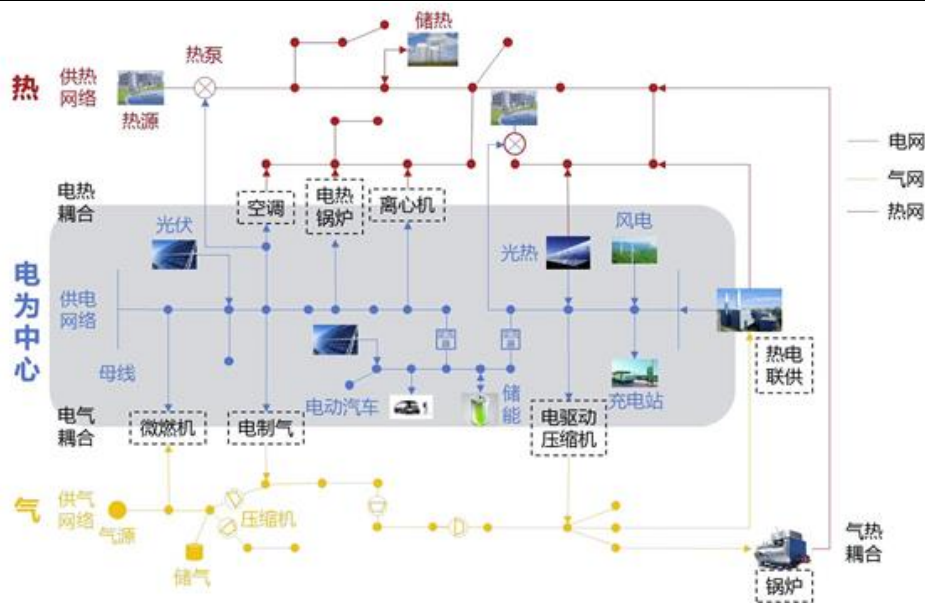 储热
热泵
热
供热
网络
热源
电网
气网
热网
电热
耦合
空调
电热
锅炉
离心机
光伏
光热
风电
电为中心
供电
网络
母线
热电
联供
电动汽车
储能
充电站
电气
耦合
微燃机
电制气
电驱动
压缩机
气
供气
网络
气源
压缩机
储气
气热
耦合
锅炉